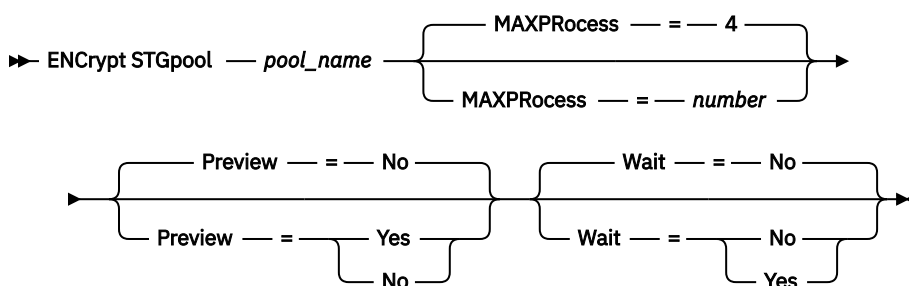 MAXPRocess = 4
ENCrypt STGpool pool_name
MAXPRocess = number
Preview = No Wait = No
Preview = Yes Wait = No
No Yes